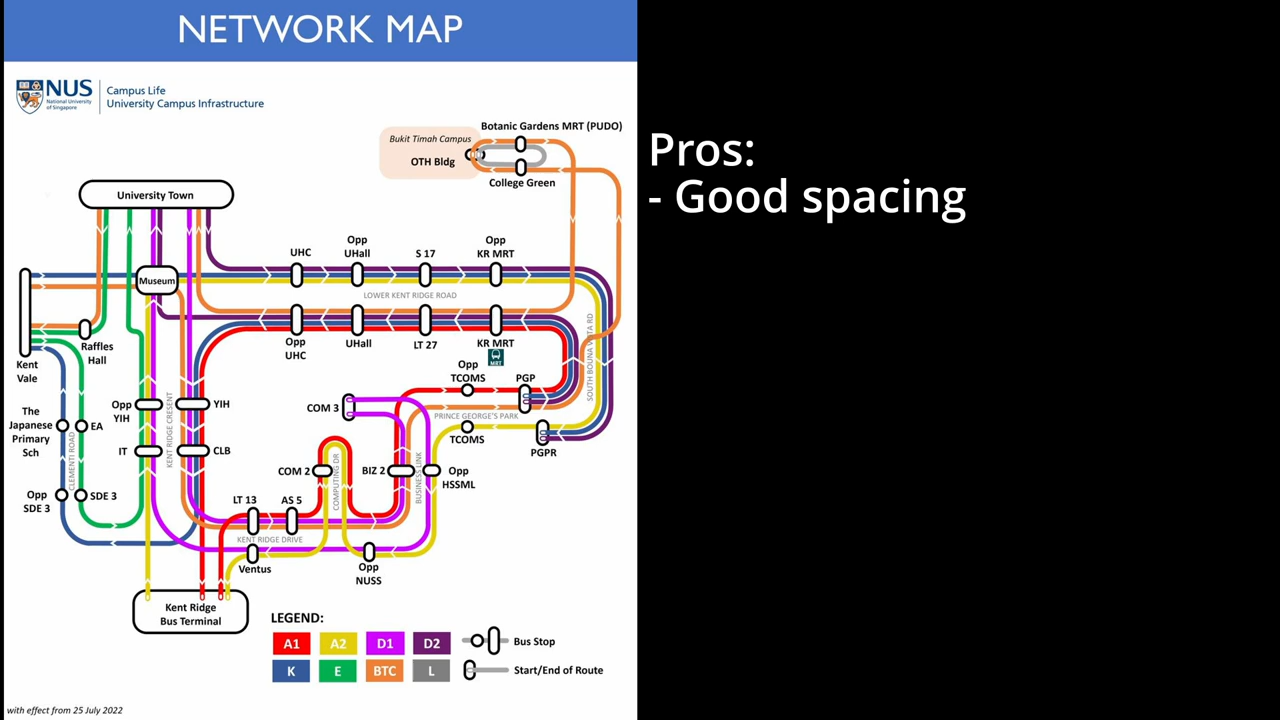 NETWORK MAP
NUS
National University
of Singapore
Campus Life
University Campus Infrastructure
Botanic Gardens MRT (PUDO)
Bukit Timah Campus
OTH Bldg
College Green
Pros:
- Good spacing
University Town
UHC
Opp
UHall
S 17
Opp
KR MRT
Museum
LOWER KENT RIDGE ROAD
SOUTH BOUNA VISTA RD
Raffles
Hall
Opp
UHC
UHall
LT 27
KR MRT
MRT
Kent
Vale
Opp
TCOMS
PGP
COM 3
PRINCE GEORGE'S PARK
Opp
YIH
KENT RIDGE CRESENT
YIH
The
Japanese
Primary
Sch
EA
CLEMENTI ROAD
TCOMS
PGPR
IT
CLB
COM 2
COMPUTING DR
BIZ 2
BUSINESS LINK
Opp
HSSML
Opp
SDE 3
SDE 3
LT 13
AS 5
KENT RIDGE DRIVE
Ventus
Opp
NUSS
Kent Ridge
Bus Terminal
LEGEND:
A1
A2
D1
D2
Bus Stop
K
E
BTC
L
Start/End of Route
with effect from 25 July 2022